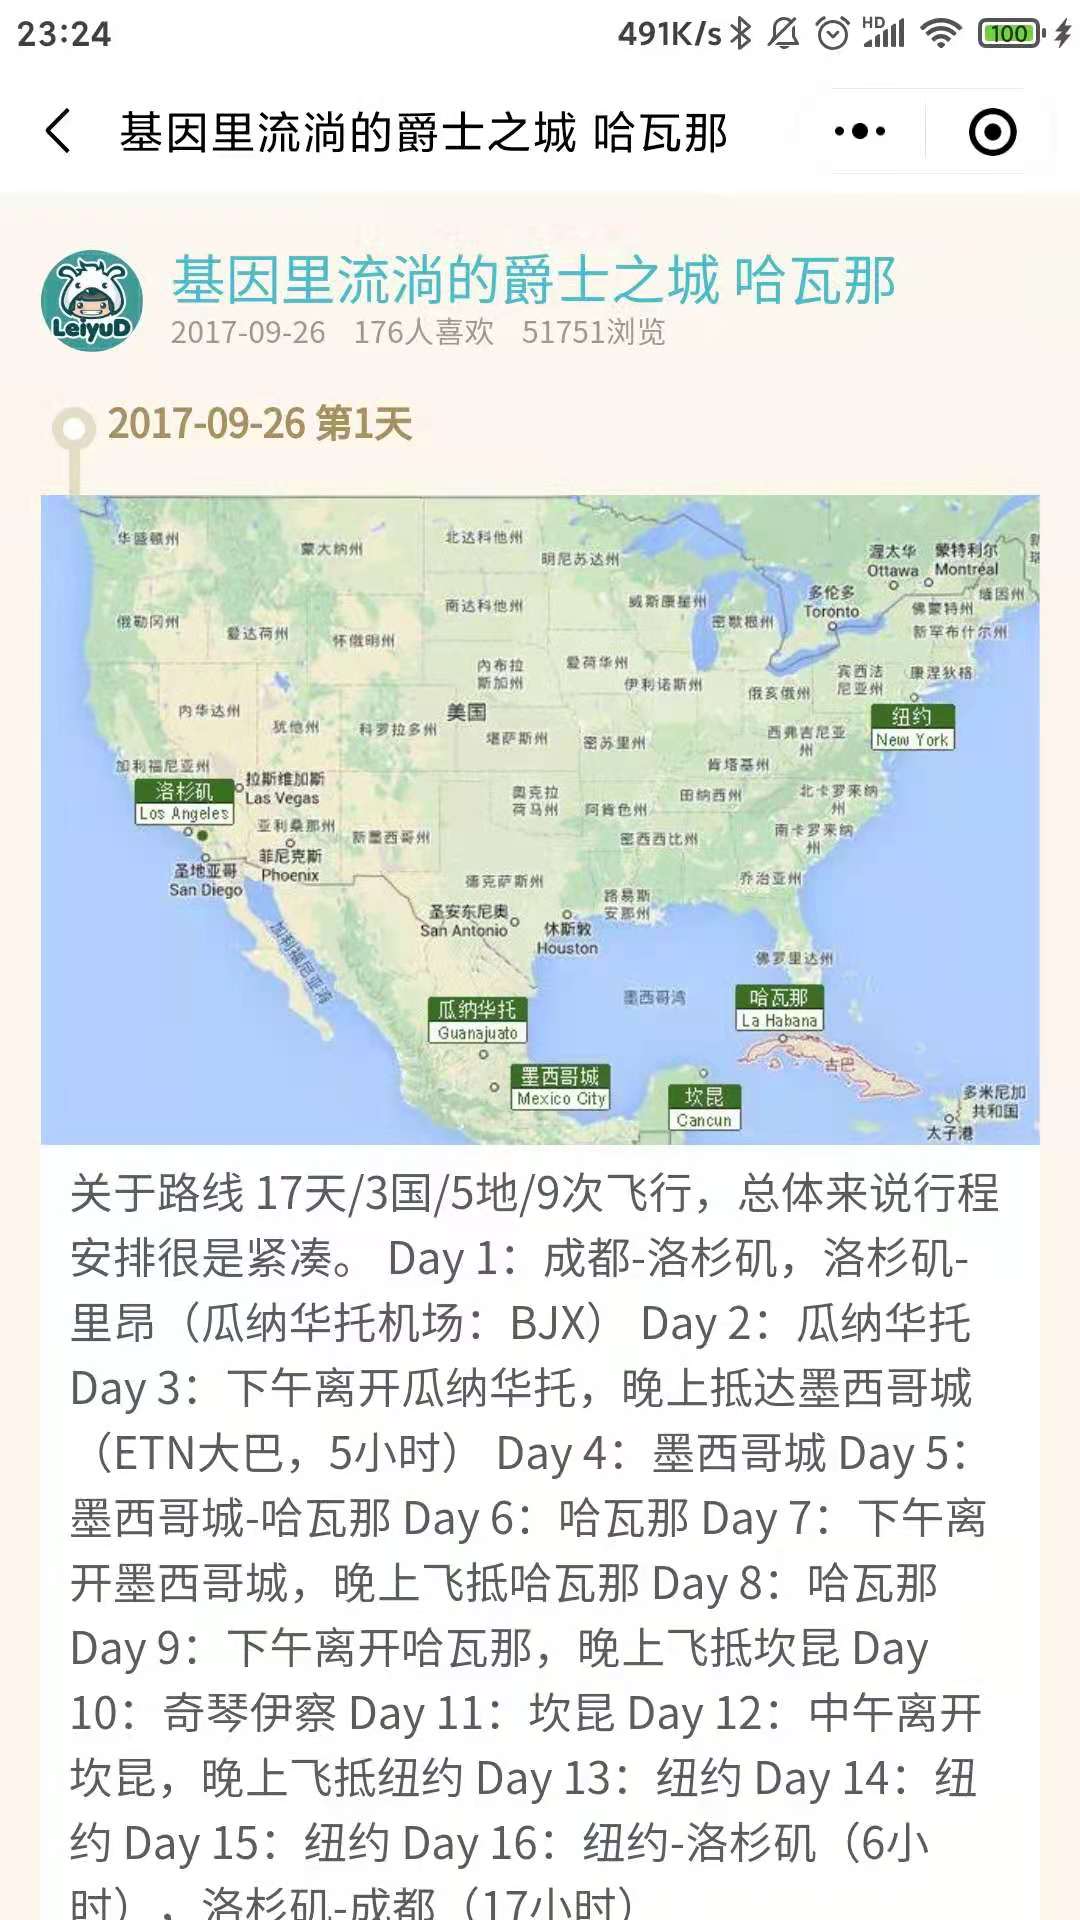 23:24
491K/s
HD
100
基因里流淌的爵士之城 哈瓦那
LeiyuD
基因里流淌的爵士之城 哈瓦那
2017-09-26 176人喜欢 51751浏览
2017-09-26 第1天
华盛顿州
蒙大纳州
北达科他州
明尼苏达州
渥太华
Ottawa
蒙特利尔
Montréal
缅因州
俄勒冈州
爱达荷州
怀俄明州
南达科他州
威斯康星州
密歇根州
多伦多
Toronto
佛蒙特州
新罕布什尔州
内布拉
斯加州
爱荷华州
伊利诺斯州
俄亥俄州
宾西法
尼亚州
康涅狄格
内华达州
犹他州
科罗拉多州
美国
堪萨斯州
密苏里州
西弗吉尼亚
州
纽约
New York
加利福尼亚州
洛杉矶
Los Angeles
拉斯维加斯
Las Vegas
亚利桑那州
新墨西哥州
奥克拉
荷马州
阿肯色州
田纳西州
肯塔基州
北卡罗来纳
州
南卡罗来纳
州
密西西比州
圣地亚哥
San Diego
菲尼克斯
Phoenix
德克萨斯州
路易斯
安那州
乔治亚州
圣安东尼奥
San Antonio
休斯敦
Houston
佛罗里达州
加利福尼亚湾
墨西哥湾
瓜纳华托
Guanajuato
哈瓦那
La Habana
古巴
墨西哥城
Mexico City
坎昆
Cancun
多米尼加
共和国
太子港
关于路线 17天/3国/5地/9次飞行，总体来说行程
安排很是紧凑。 Day 1：成都-洛杉矶，洛杉矶-
里昂（瓜纳华托机场：BJX） Day 2：瓜纳华托
Day 3：下午离开瓜纳华托，晚上抵达墨西哥城
（ETN大巴，5小时） Day 4：墨西哥城 Day 5：
墨西哥城-哈瓦那 Day 6：哈瓦那 Day 7：下午离
开墨西哥城，晚上飞抵哈瓦那 Day 8：哈瓦那
Day 9：下午离开哈瓦那，晚上飞抵坎昆 Day
10：奇琴伊察 Day 11：坎昆 Day 12：中午离开
坎昆，晚上飞抵纽约 Day 13：纽约 Day 14：纽
约 Day 15：纽约 Day 16：纽约-洛杉矶（6小
时），洛杉矶-成都（17小时）